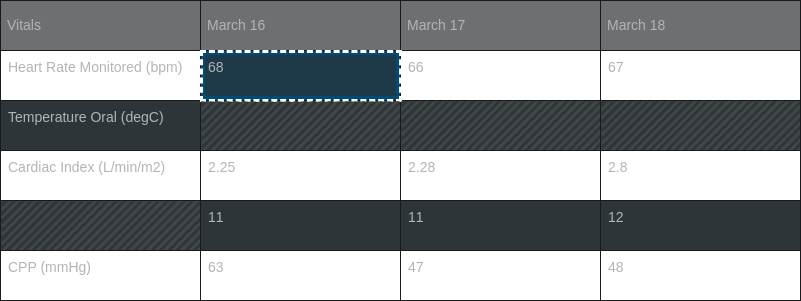 Vitals March 16 March 17 March 18
Heart Rate Monitored (bpm) 68 66 67
Temperature Oral (degC)
Cardiac Index (L/min/m2) 2.25 2.28 2.8
11 11 12
CPP (mmHg) 63 47 48